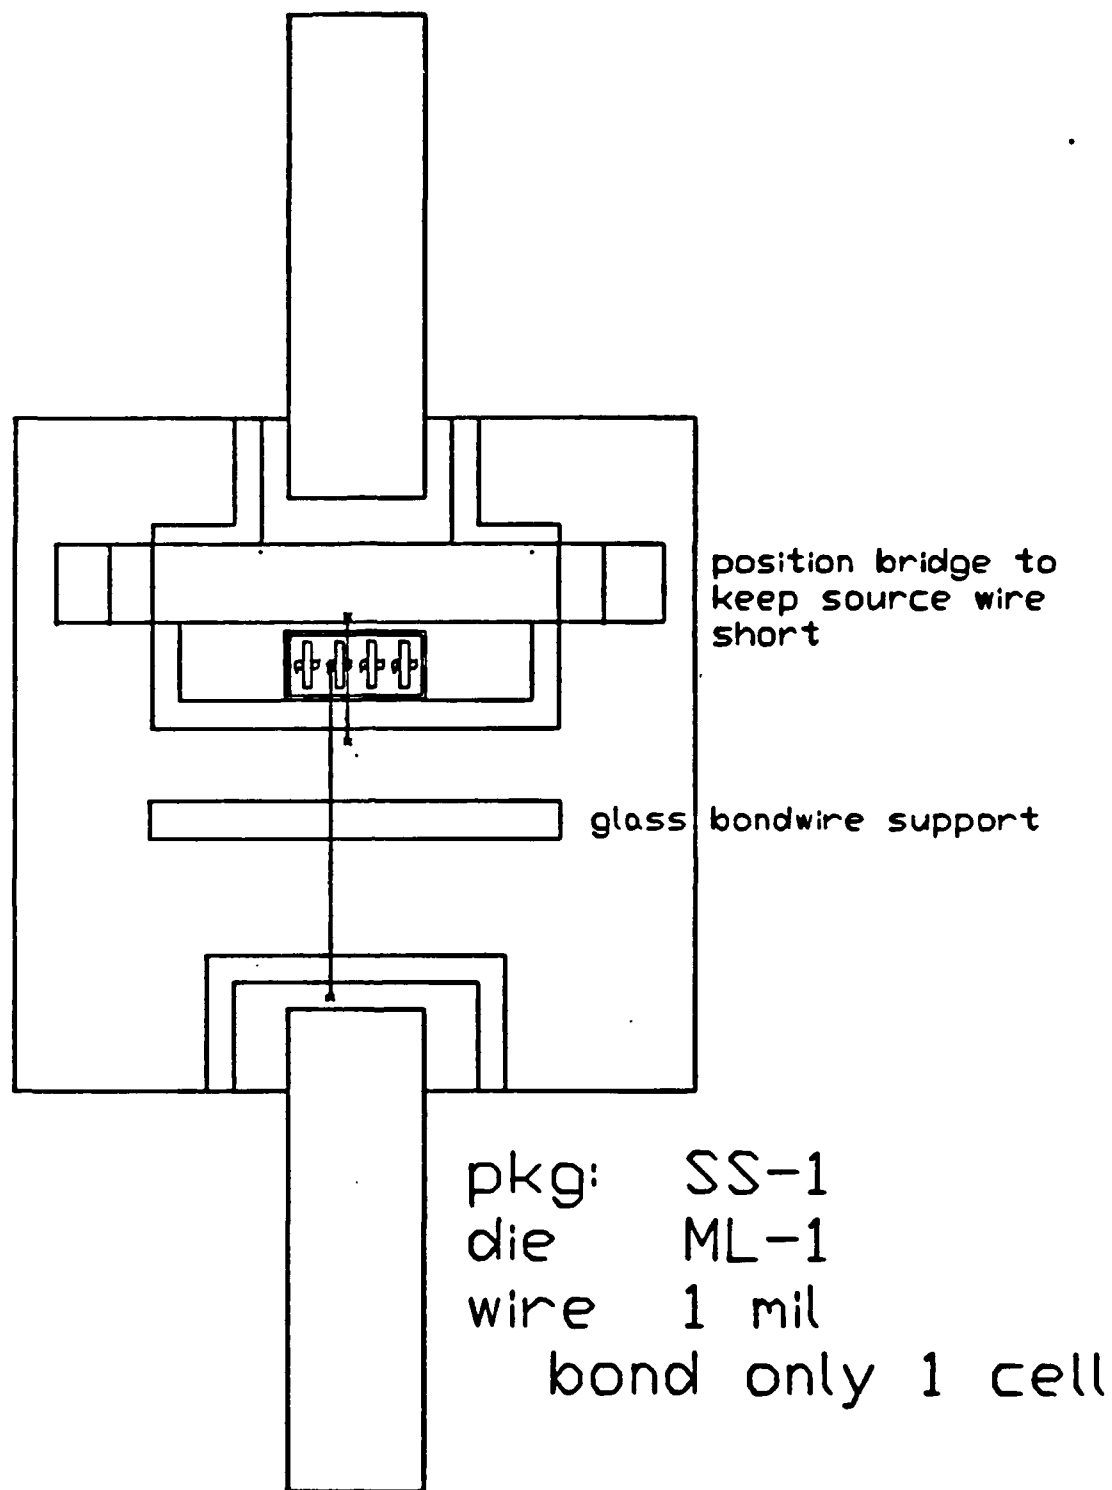 position bridge to
keep source wire
short
glass bondwire support
pkg: SS-1
die ML-1
wire 1 mil
bond only 1 cell